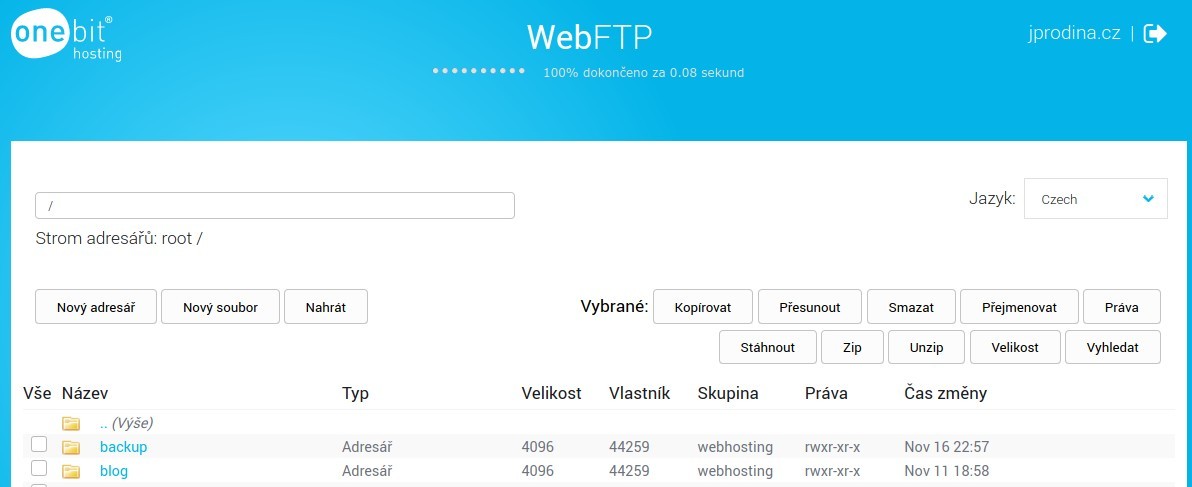 onebit®
hosting
WebFTP
100% dokončeno za 0.08 sekund
jprodina.cz |
/
Jazyk: Czech
Strom adresářů: root /
Nový adresář Nový soubor Nahrát Vybrané: Kopírovat Přesunout Smazat Přejmenovat Práva
Stáhnout Zip Unzip Velikost Vyhledat
Vše Název Typ Velikost Vlastník Skupina Práva Čas změny
.. (Výše)
backup Adresář 4096 44259 webhosting rwxr-xr-x Nov 16 22:57
blog Adresář 4096 44259 webhosting rwxr-xr-x Nov 11 18:58